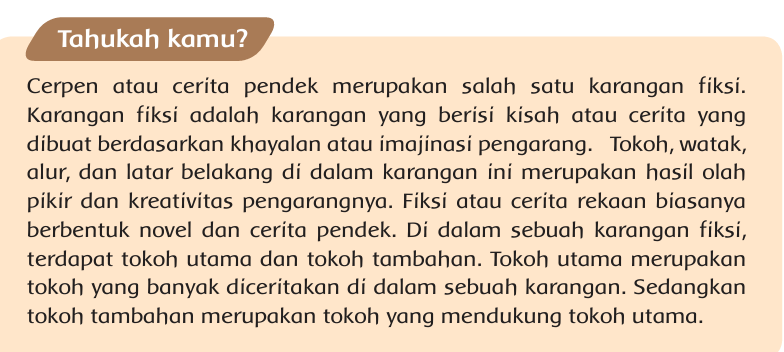 Tahukah kamu?
Cerpen atau cerita pendek merupakan salah satu karangan fiksi.
Karangan fiksi adalah karangan yang berisi kisah atau cerita yang
dibuat berdasarkan khayalan atau imajinasi pengarang. Tokoh, watak,
alur, dan latar belakang di dalam karangan ini merupakan hasil olah
pikir dan kreativitas pengarangnya. Fiksi atau cerita rekaan biasanya
berbentuk novel dan cerita pendek. Di dalam sebuah karangan fiksi,
terdapat tokoh utama dan tokoh tambahan. Tokoh utama merupakan
tokoh yang banyak diceritakan di dalam sebuah karangan. Sedangkan
tokoh tambahan merupakan tokoh yang mendukung tokoh utama.